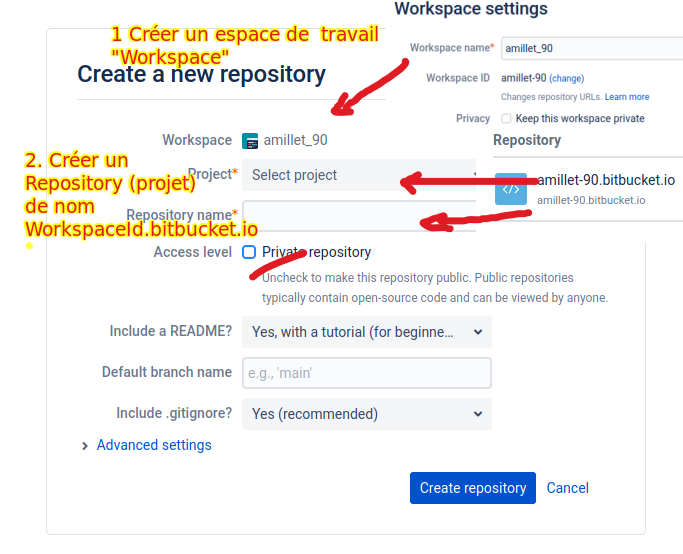 Workspace settings
1 Créer un espace de  travail
"Workspace"
Workspace name* amillet_90
Create a new repository
Workspace ID amillet-90 (change)
Changes repository URLs. Learn more
Privacy Keep this workspace private
Workspace amillet_90
Repository
2. Créer un
Repository (projet)
de nom
WorkspaceId.bitbucket.io
Project* Select project
amillet-90.bitbucket.io
amillet-90.bitbucket.io
Repository name*
Access level Private repository
Uncheck to make this repository public. Public repositories
typically contain open-source code and can be viewed by anyone.
Include a README? Yes, with a tutorial (for beginne...
Default branch name e.g., 'main'
Include .gitignore? Yes (recommended)
Advanced settings
Create repository Cancel